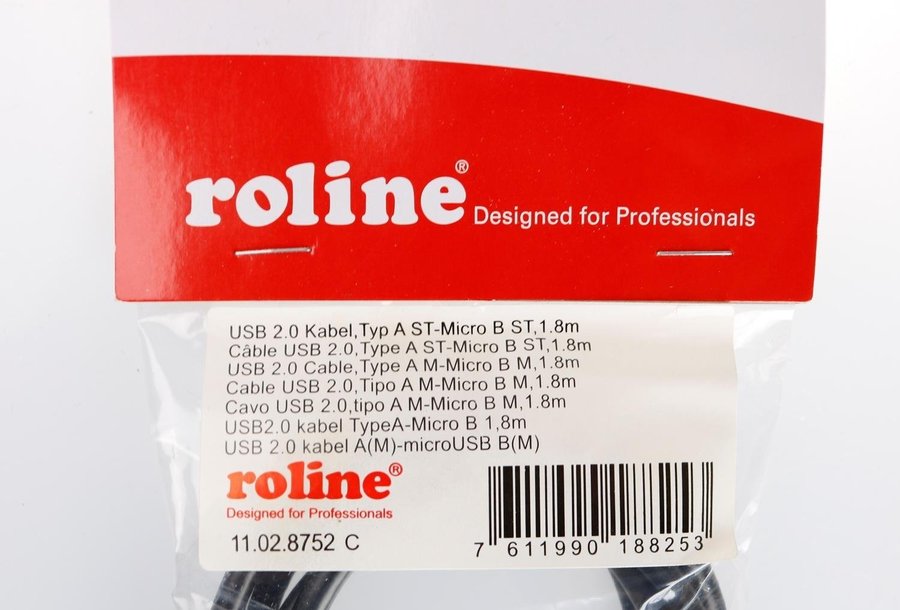 roline®
Designed for Professionals
USB 2.0 Kabel,Typ A ST-Micro B ST,1.8m
Câble USB 2.0,Type A ST-Micro B ST,1.8m
USB 2.0 Cable,Type A M-Micro B M,1.8m
Cable USB 2.0,Tipo A M-Micro B M,1.8m
Cavo USB 2.0,tipo A M-Micro B M,1.8m
USB2.0 kabel TypeA-Micro B 1,8m
USB 2.0 kabel A(M)-microUSB B(M)
roline®
Designed for Professionals
11.02.8752 C
7 611990 188253